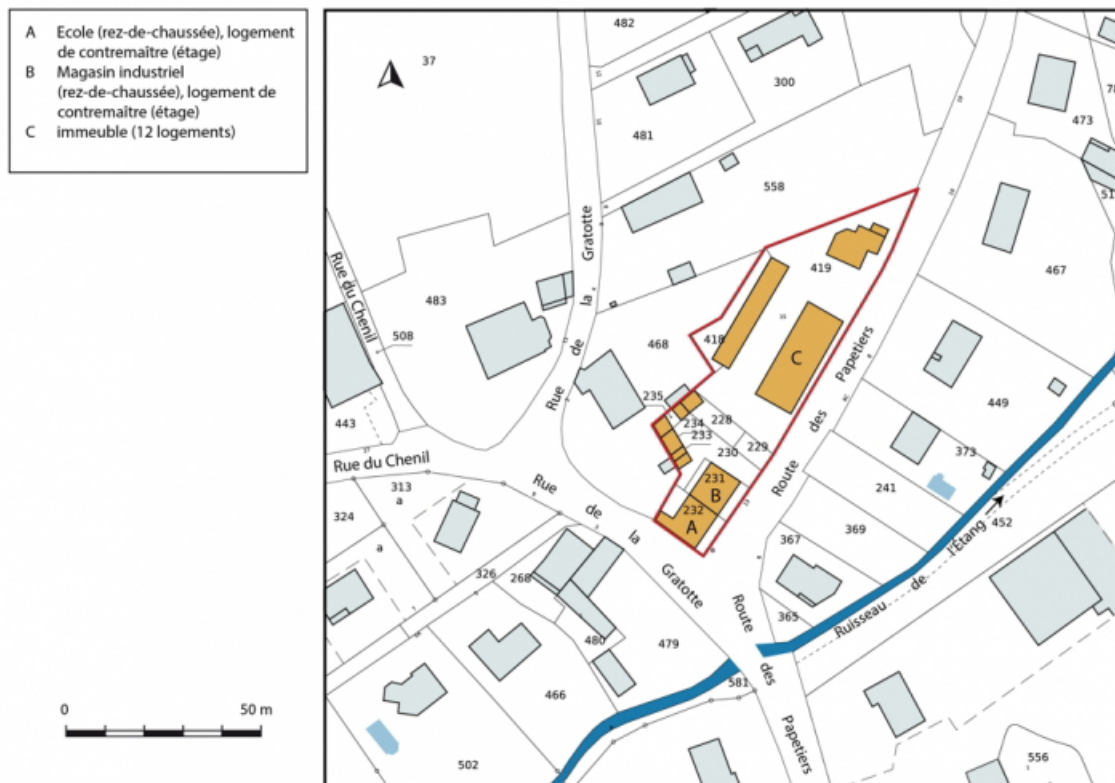 A Ecole (rez-de-chaussée), logement
de contremaître (étage)
B Magasin industriel
(rez-de-chaussée), logement de
contremaître (étage)
C immeuble (12 logements)
482
37
300
473
481
558
Rue de la Gratotte
419
467
Rue du Chenil
483
508
468
418
C
Route des Papetiers
449
443
235
234
228
233
229
230
373
231
B
241
232
A
Rue du Chenil
313
a
Rue de la Gratotte
324
a
367
369
452
Ruisseau de l'Étang
326
268
365
Route des Papetiers
480
479
581
466
502
556
0 50 m